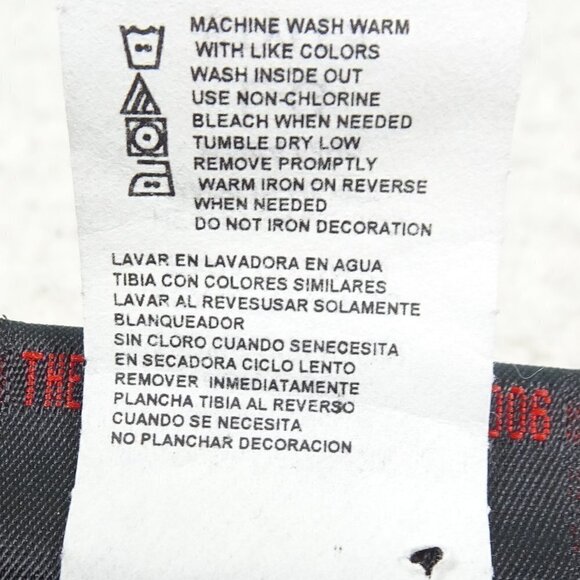 MACHINE WASH WARM
WITH LIKE COLORS
WASH INSIDE OUT
USE NON-CHLORINE
BLEACH WHEN NEEDED
TUMBLE DRY LOW
REMOVE PROMPTLY
WARM IRON ON REVERSE
WHEN NEEDED
DO NOT IRON DECORATION
LAVAR EN LAVADORA EN AGUA
TIBIA CON COLORES SIMILARES
LAVAR AL REVESUSAR SOLAMENTE
BLANQUEADOR
SIN CLORO CUANDO SENECESITA
EN SECADORA CICLO LENTO
REMOVER INMEDIATAMENTE
PLANCHA TIBIA AL REVERSO
CUANDO SE NECESITA
NO PLANCHAR DECORACION
THE
006